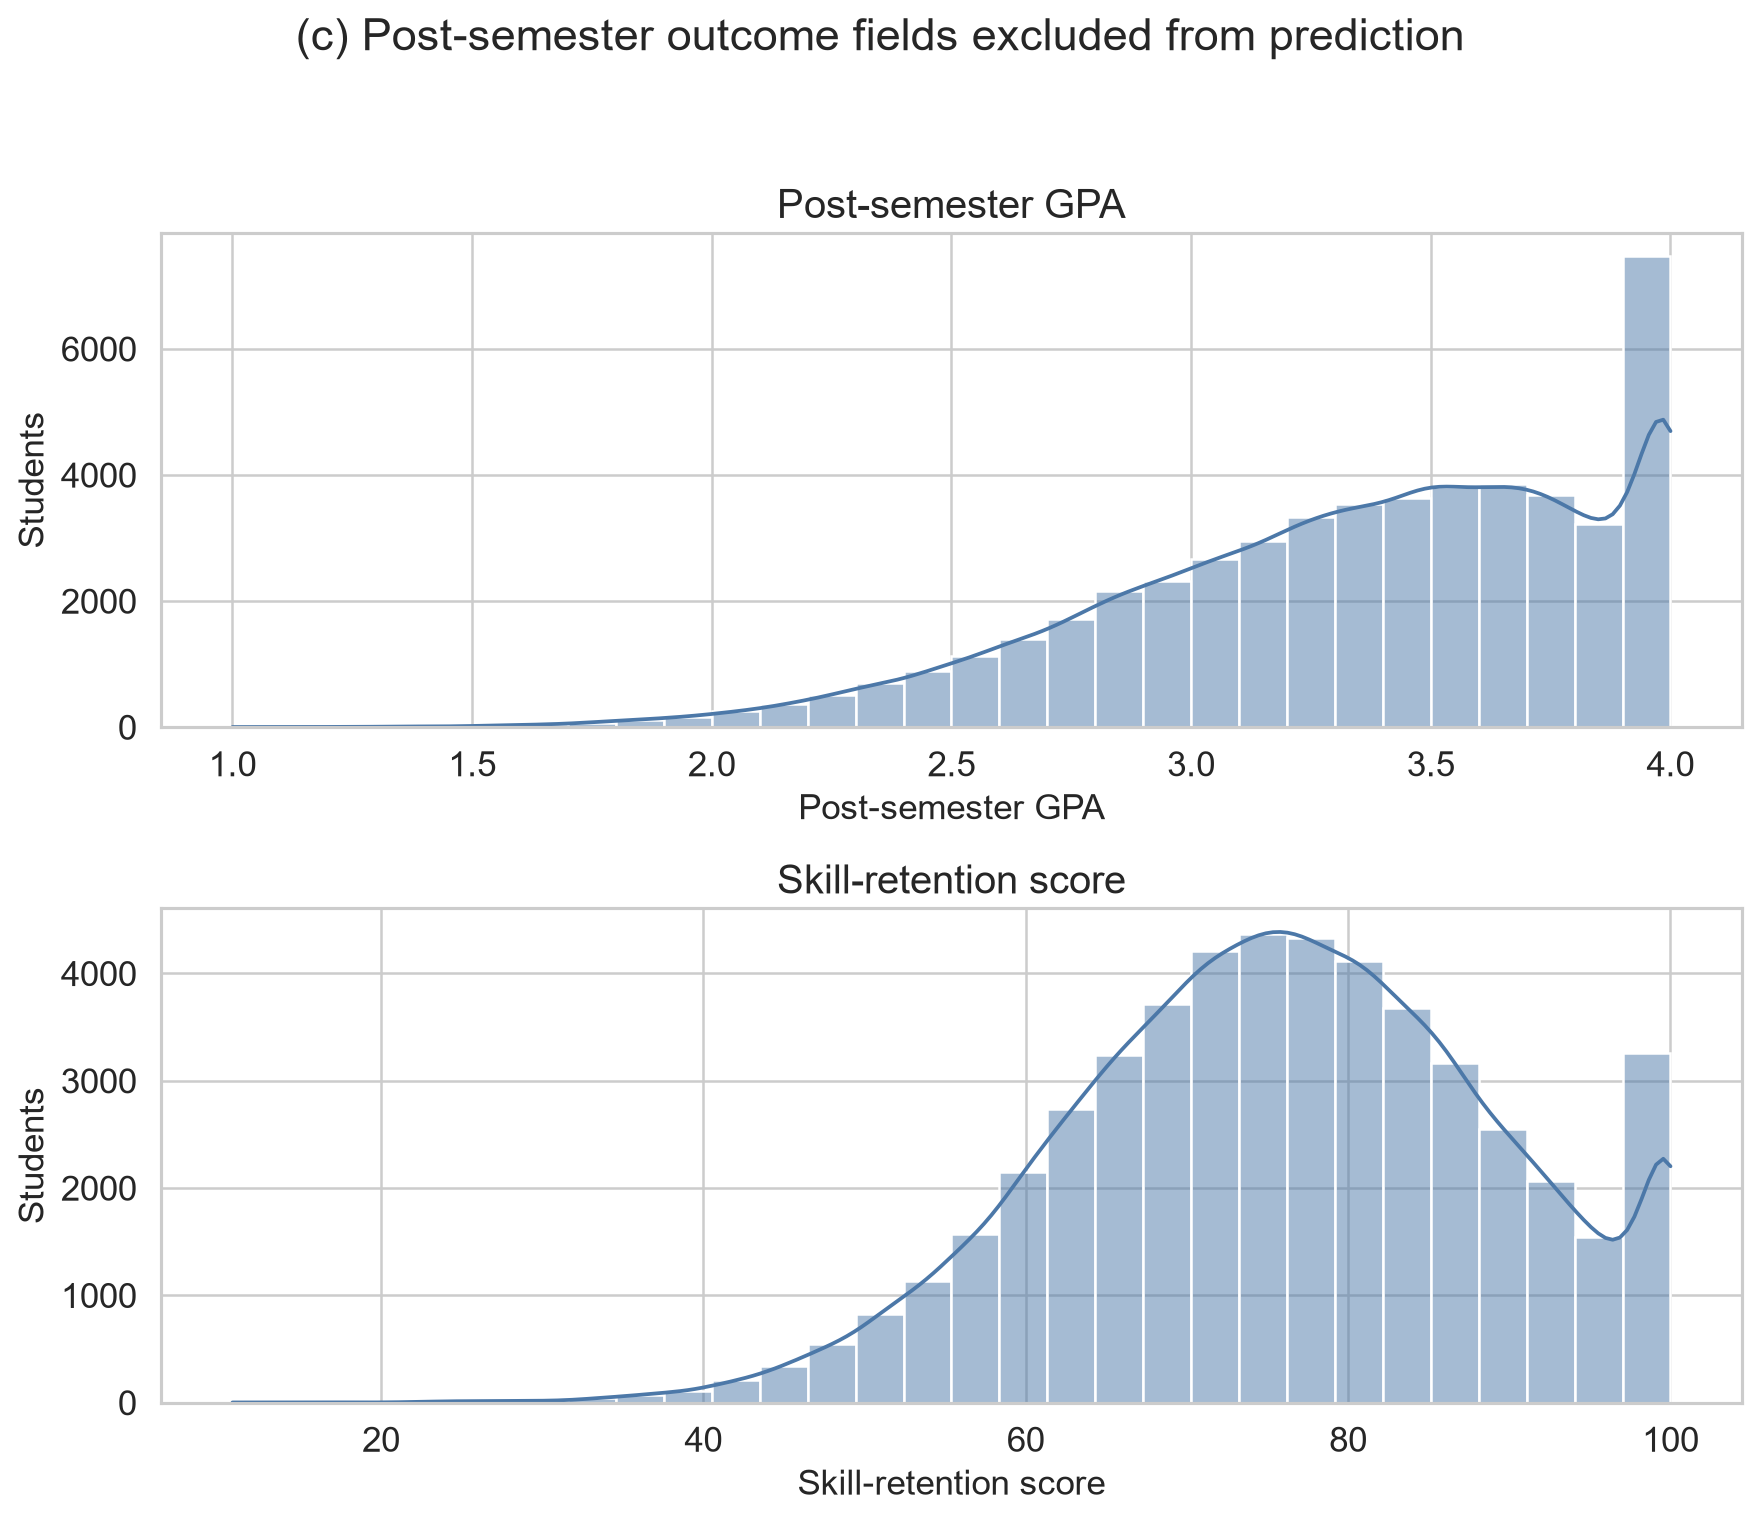 (c) Post-semester outcome fields excluded from prediction
Post-semester GPA
6000
4000
2000
0
Students
1.0 1.5 2.0 2.5 3.0 3.5 4.0
Post-semester GPA
Skill-retention score
4000
3000
2000
1000
0
Students
20 40 60 80 100
Skill-retention score